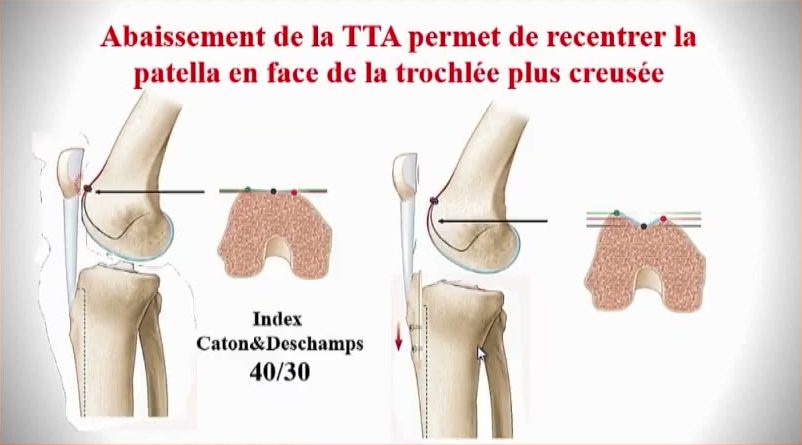 Abaissement de la TTA permet de recentrer la
patella en face de la trochlée plus creusée
Index
Caton&Deschamps
40/30